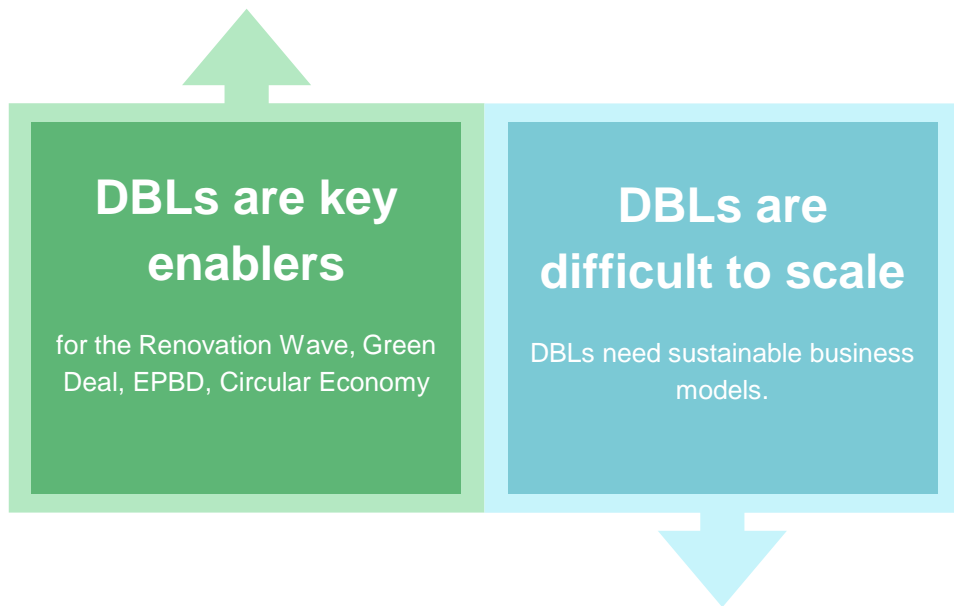 DBLs are key
enablers
for the Renovation Wave, Green
Deal, EPBD, Circular Economy
DBLs are
difficult to scale
DBLs need sustainable business
models.